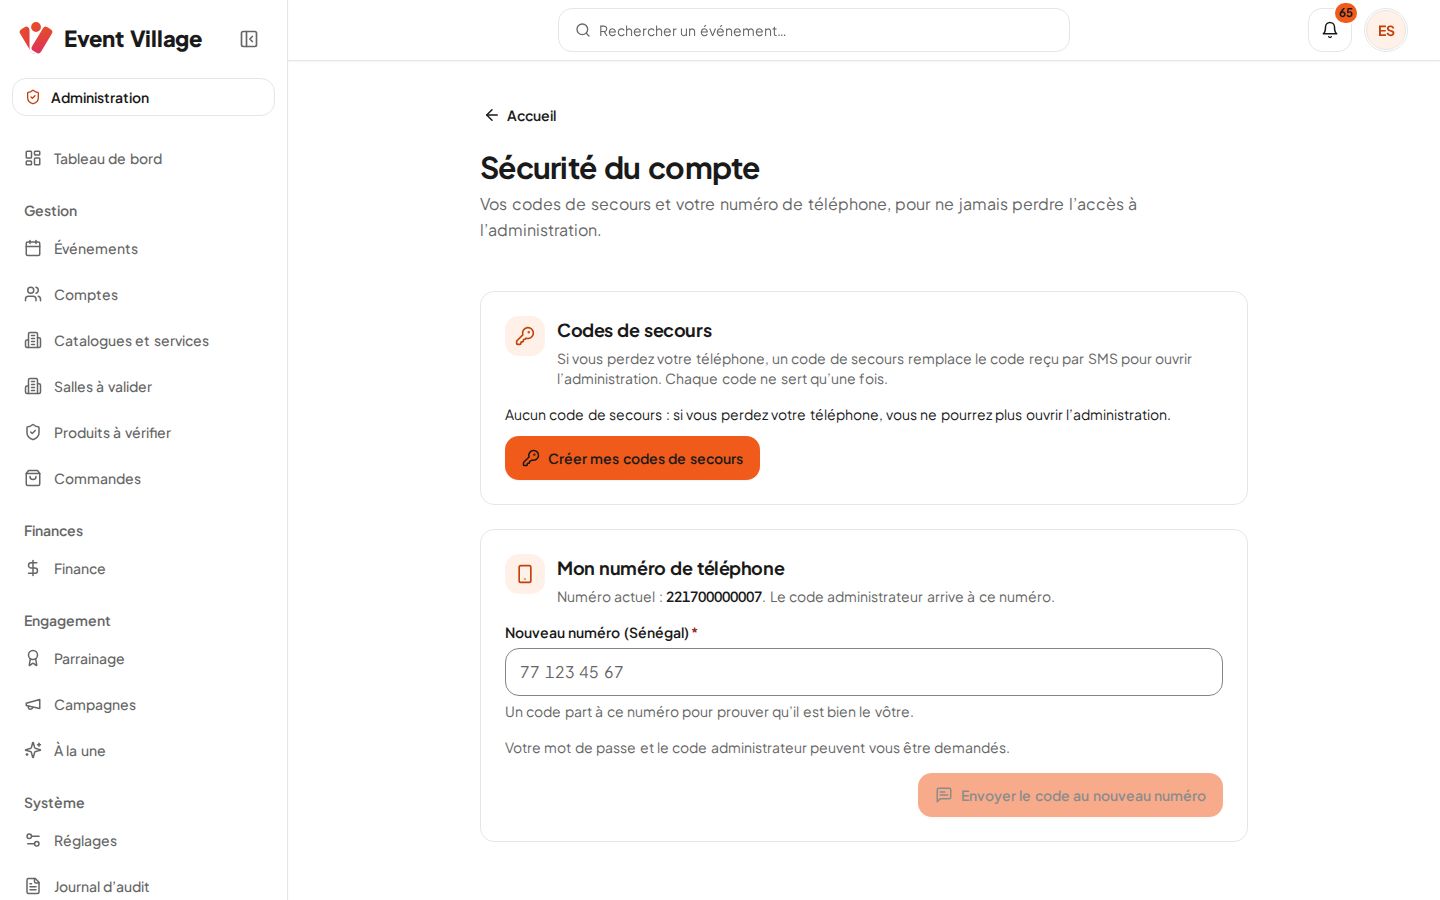 Event Village
Administration
Tableau de bord
Gestion
Événements
Comptes
Catalogues et services
Salles à valider
Produits à vérifier
Commandes
Finances
Finance
Engagement
Parrainage
Campagnes
À la une
Système
Réglages
Journal d’audit
Rechercher un événement...
65
ES
Accueil
Sécurité du compte
Vos codes de secours et votre numéro de téléphone, pour ne jamais perdre l’accès à
l’administration.
Codes de secours
Si vous perdez votre téléphone, un code de secours remplace le code reçu par SMS pour ouvrir
l’administration. Chaque code ne sert qu’une fois.
Aucun code de secours : si vous perdez votre téléphone, vous ne pourrez plus ouvrir l’administration.
Créer mes codes de secours
Mon numéro de téléphone
Numéro actuel : 221700000007. Le code administrateur arrive à ce numéro.
Nouveau numéro (Sénégal) *
77 123 45 67
Un code part à ce numéro pour prouver qu’il est bien le vôtre.
Votre mot de passe et le code administrateur peuvent vous être demandés.
Envoyer le code au nouveau numéro